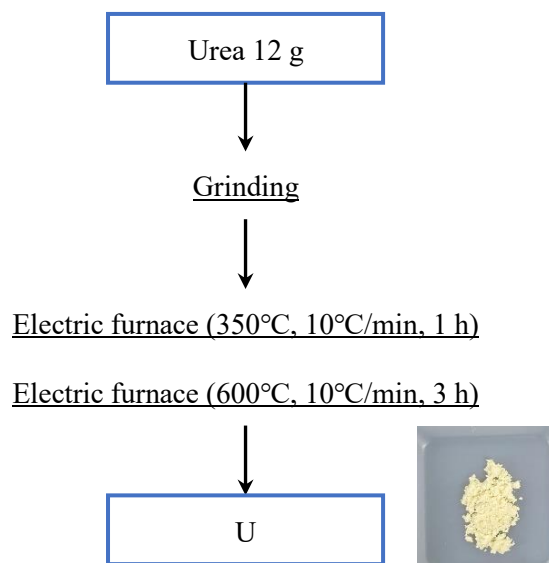 Urea 12 g
Grinding
Electric furnace (350℃, 10℃/min, 1 h)
Electric furnace (600℃, 10℃/min, 3 h)
U